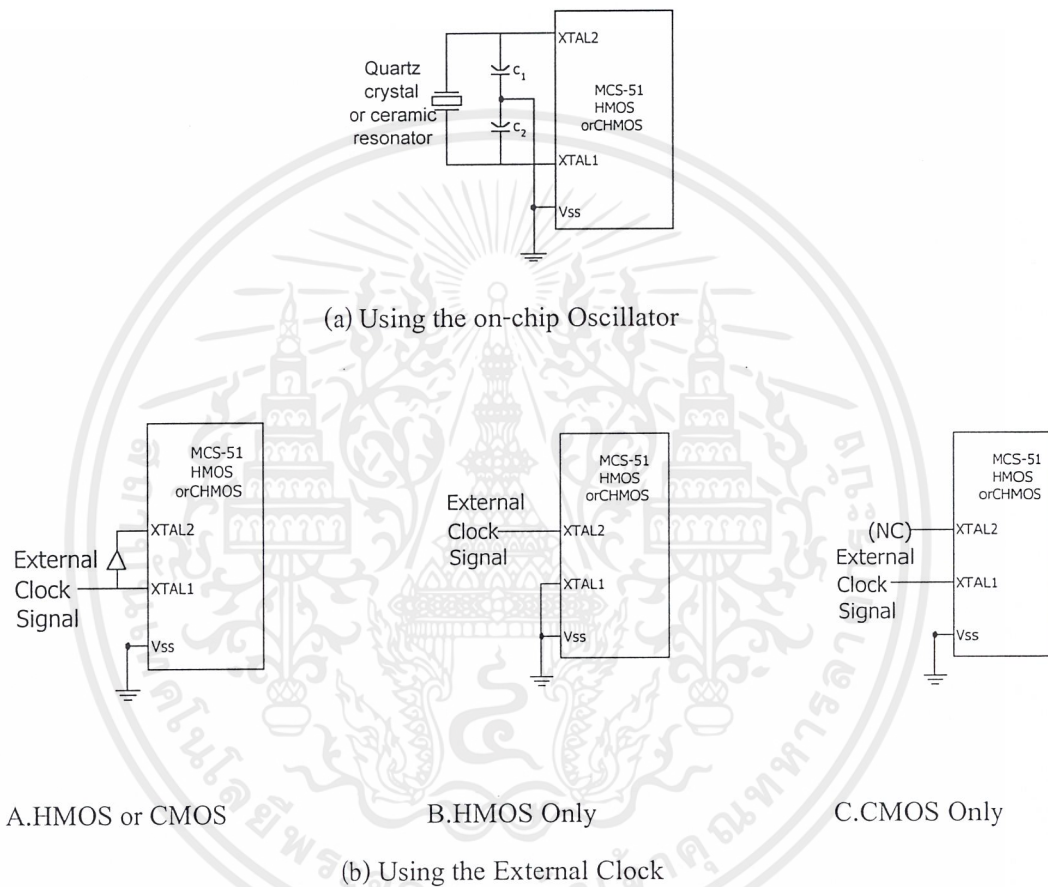 XTAL2
Quartz
crystal
or ceramic
resonator
C1
C2
MCS-51
HMOS
orCHMOS
XTAL1
Vss
(a) Using the on-chip Oscillator
MCS-51
HMOS
orCHMOS
XTAL2
External
Clock
Signal
XTAL1
Vss
MCS-51
HMOS
orCHMOS
External
Clock
Signal
XTAL2
XTAL1
Vss
MCS-51
HMOS
orCHMOS
(NC)
XTAL2
External
Clock
Signal
XTAL1
Vss
A.HMOS or CMOS
B.HMOS Only
C.CMOS Only
(b) Using the External Clock